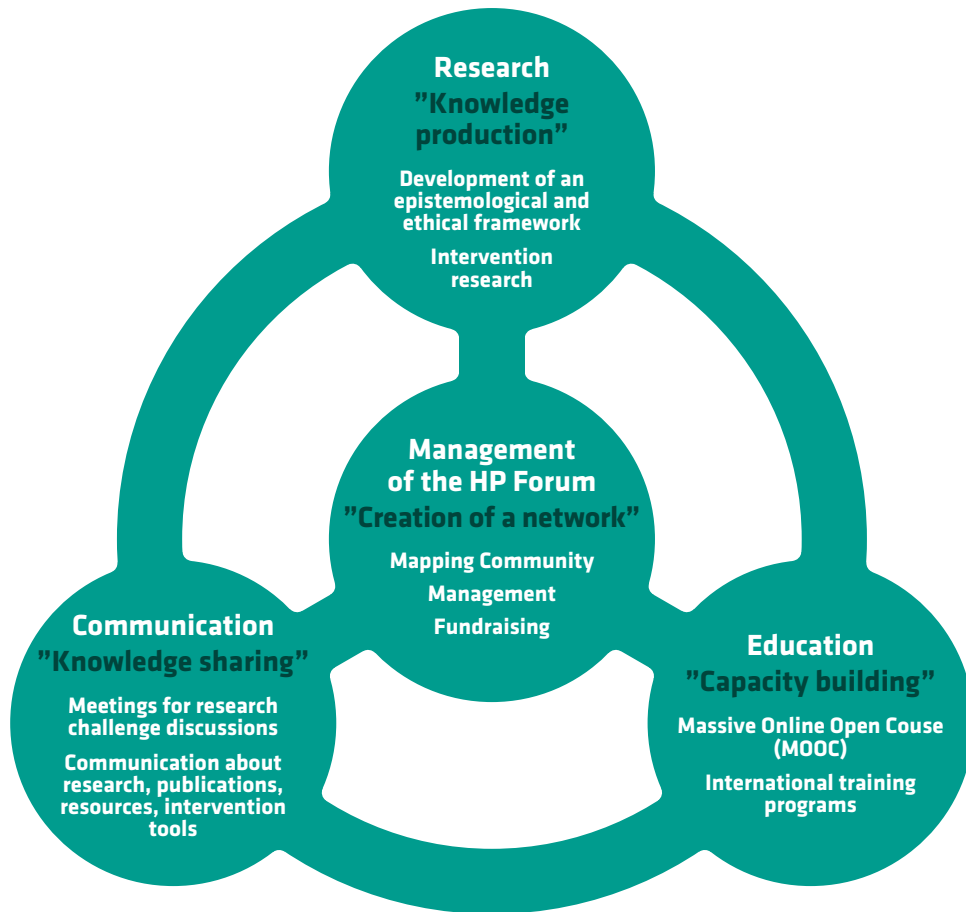 Research
”Knowledge
production”
Development of an
epistemological and
ethical framework
Intervention
research
Management
of the HP Forum
”Creation of a network”
Mapping Community
Management
Fundraising
Communication
”Knowledge sharing”
Meetings for research
challenge discussions
Communication about
research, publications,
resources, intervention
tools
Education
”Capacity building”
Massive Online Open Couse
(MOOC)
International training
programs